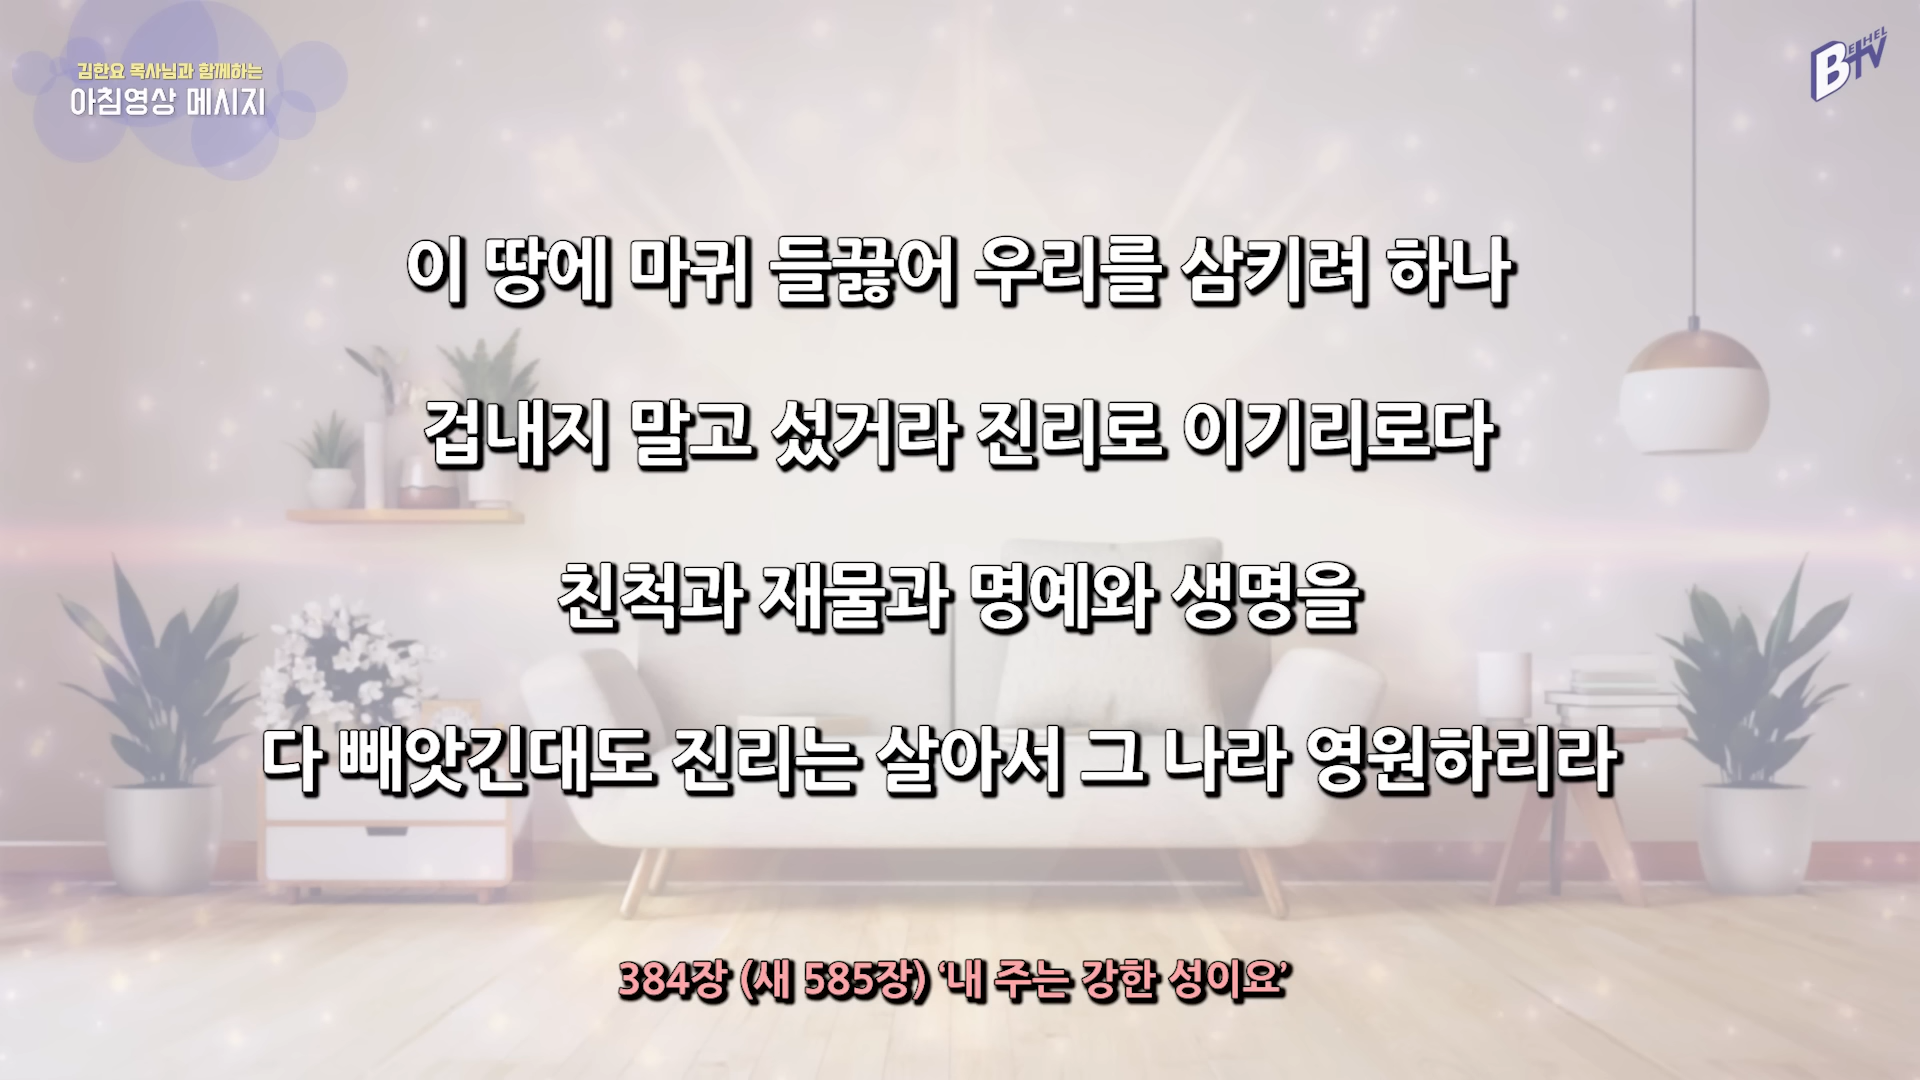 김한요 목사님과 함께하는
아침영상 메시지
BETHEL
BTV
이 땅에 마귀 들끓어 우리를 삼키려 하나
겁내지 말고 섰거라 진리로 이기리로다
친척과 재물과 명예와 생명을
다 빼앗긴대도 진리는 살아서 그 나라 영원하리라
384장 (새 585장) ‘내 주는 강한 성이요’